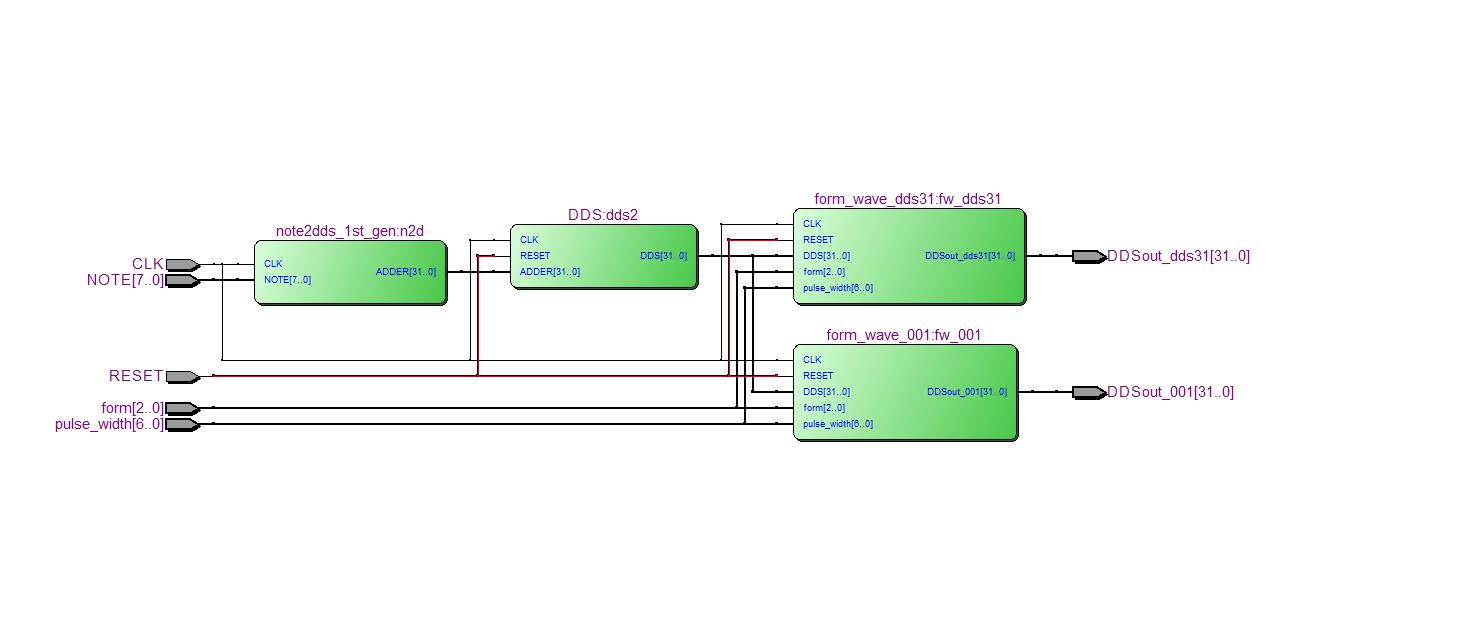 form_wave_dds31:fw_dds31
DDS:dds2
note2dds_1st_gen:n2d
CLK
NOTE[7..0]
CLK
NOTE[7..0]
ADDER[31..0]
CLK
RESET
ADDER[31..0]
DDS[31..0]
CLK
RESET
DDS[31..0]
form[2..0]
pulse_width[6..0]
DDSout_dds31[31..0]
DDSout_dds31[31..0]
form_wave_001:fw_001
RESET
form[2..0]
pulse_width[6..0]
CLK
RESET
DDS[31..0]
form[2..0]
pulse_width[6..0]
DDSout_001[31..0]
DDSout_001[31..0]